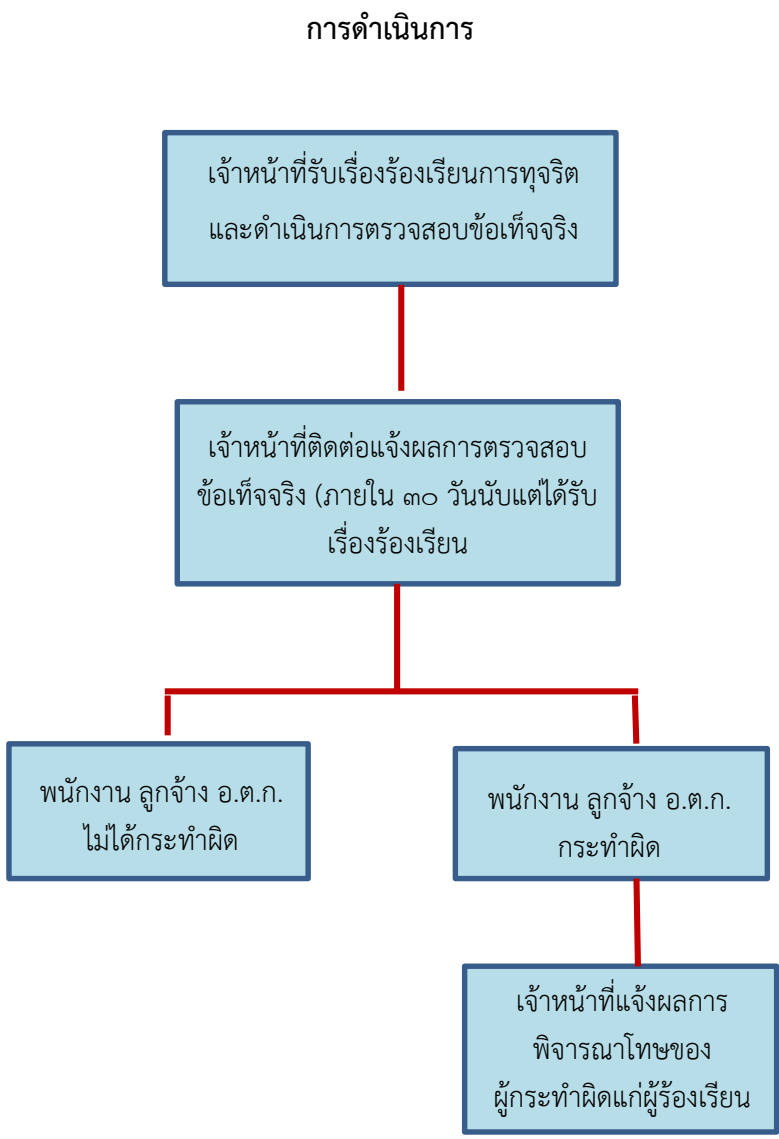 การดำเนินการ
เจ้าหน้าที่รับเรื่องร้องเรียนการทุจริต
และดำเนินการตรวจสอบข้อเท็จจริง
เจ้าหน้าที่ติดต่อแจ้งผลการตรวจสอบ
ข้อเท็จจริง (ภายใน ๓๐ วันนับแต่ได้รับ
เรื่องร้องเรียน
พนักงาน ลูกจ้าง อ.ต.ก.
ไม่ได้กระทำผิด
พนักงาน ลูกจ้าง อ.ต.ก.
กระทำผิด
เจ้าหน้าที่แจ้งผลการ
พิจารณาโทษของ
ผู้กระทำผิดแก่ผู้ร้องเรียน